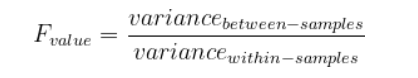 F_value = variance_between−samples / variance_within−samples